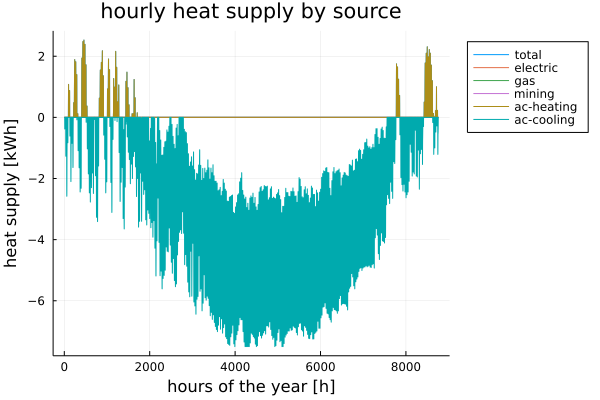 hourly heat supply by source
heat supply [kWh]
2
0
−2
−4
−6
0
2000
4000
6000
8000
hours of the year [h]
total
electric
gas
mining
ac-heating
ac-cooling